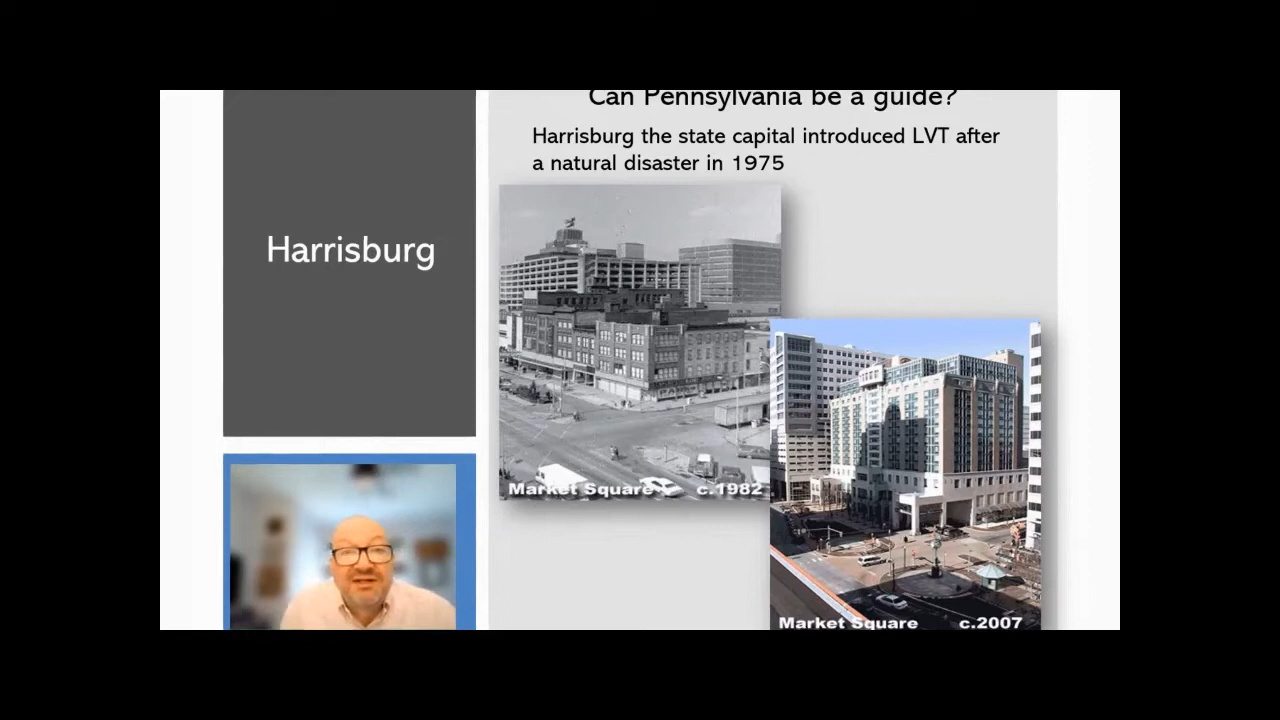 Can Pennsylvania be a guide?
Harrisburg the state capital introduced LVT after
a natural disaster in 1975
Harrisburg
Market Square c.1982
Market Square c.2007